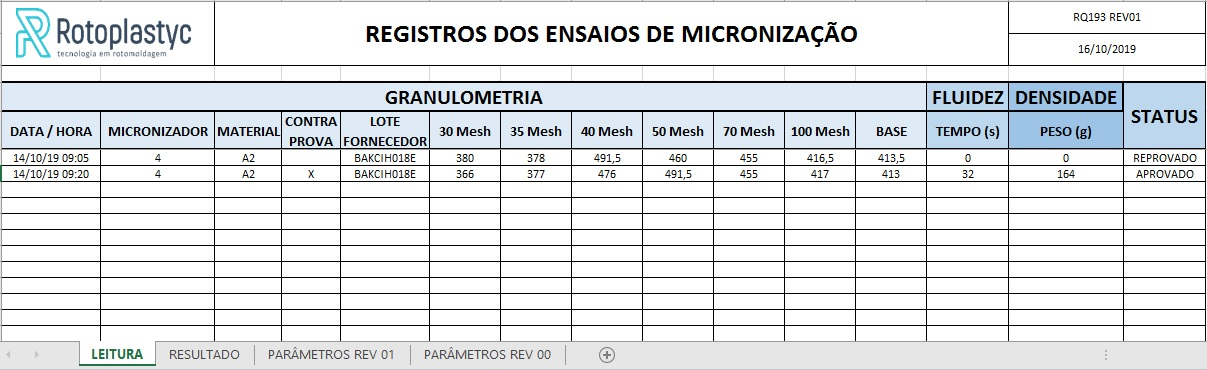 Rotoplastyc
tecnologia em rotomoldagem
REGISTROS DOS ENSAIOS DE MICRONIZAÇÃO
RQ193 REV01
16/10/2019
GRANULOMETRIA FLUIDEZ DENSIDADE STATUS
DATA / HORA MICRONIZADOR MATERIAL CONTRA PROVA LOTE FORNECEDOR 30 Mesh 35 Mesh 40 Mesh 50 Mesh 70 Mesh 100 Mesh BASE TEMPO (s) PESO (g)
14/10/19 09:05 4 A2 BAKCIH018E 380 378 491,5 460 455 416,5 413,5 0 0 REPROVADO
14/10/19 09:20 4 A2 X BAKCIH018E 366 377 476 491,5 455 417 413 32 164 APROVADO
LEITURA RESULTADO PARÂMETROS REV 01 PARÂMETROS REV 00